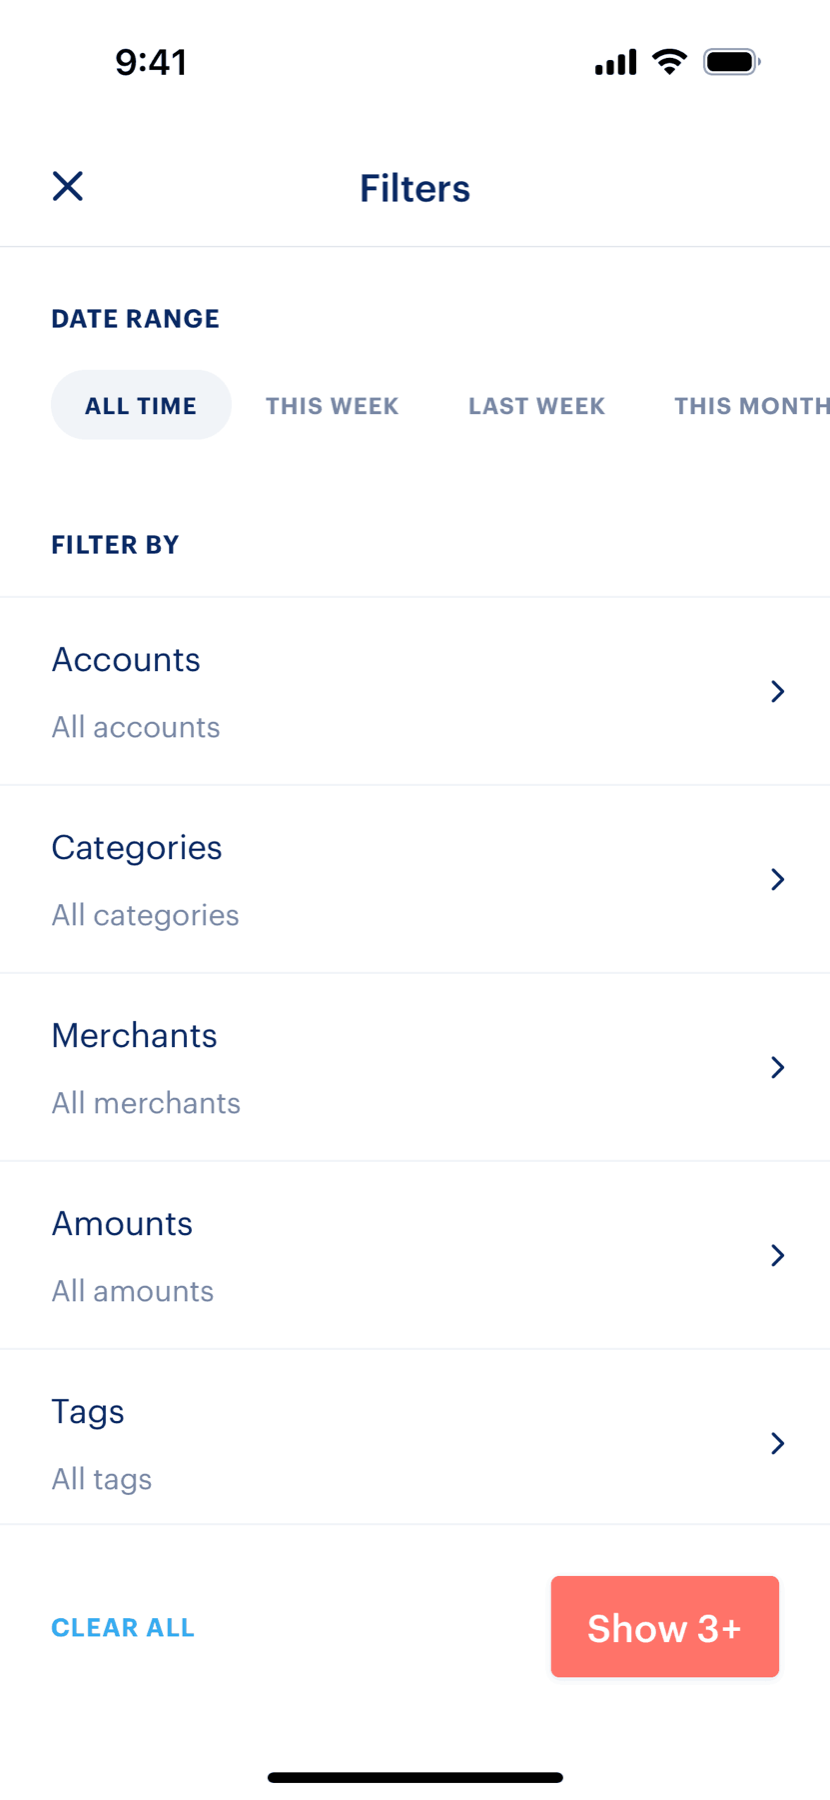 9:41
Filters
DATE RANGE
ALL TIME THIS WEEK LAST WEEK THIS MONTH
FILTER BY
Accounts
All accounts
Categories
All categories
Merchants
All merchants
Amounts
All amounts
Tags
All tags
CLEAR ALL Show 3+